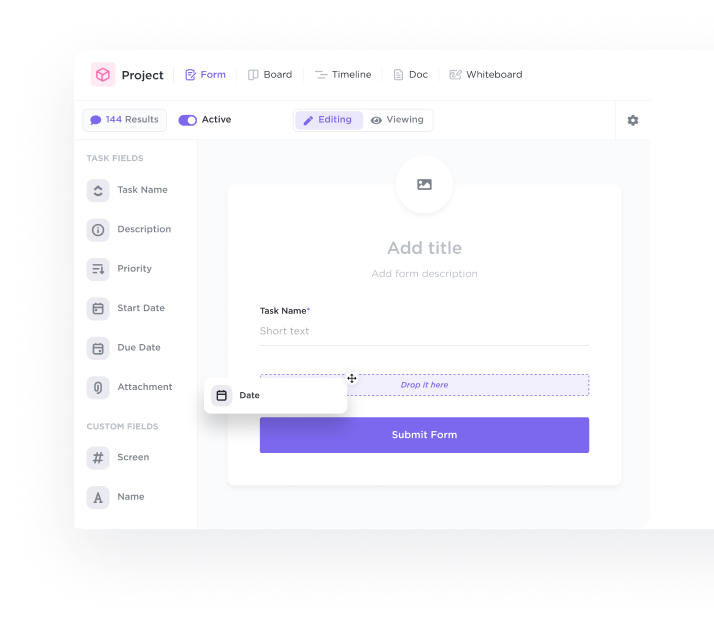 Project
Form
Board
Timeline
Doc
Whiteboard
144 Results
Active
Editing
Viewing
TASK FIELDS
Task Name
Description
Priority
Start Date
Due Date
Attachment
CUSTOM FIELDS
Screen
Name
Add title
Add form description
Task Name*
Short text
Date
Drop it here
Submit Form